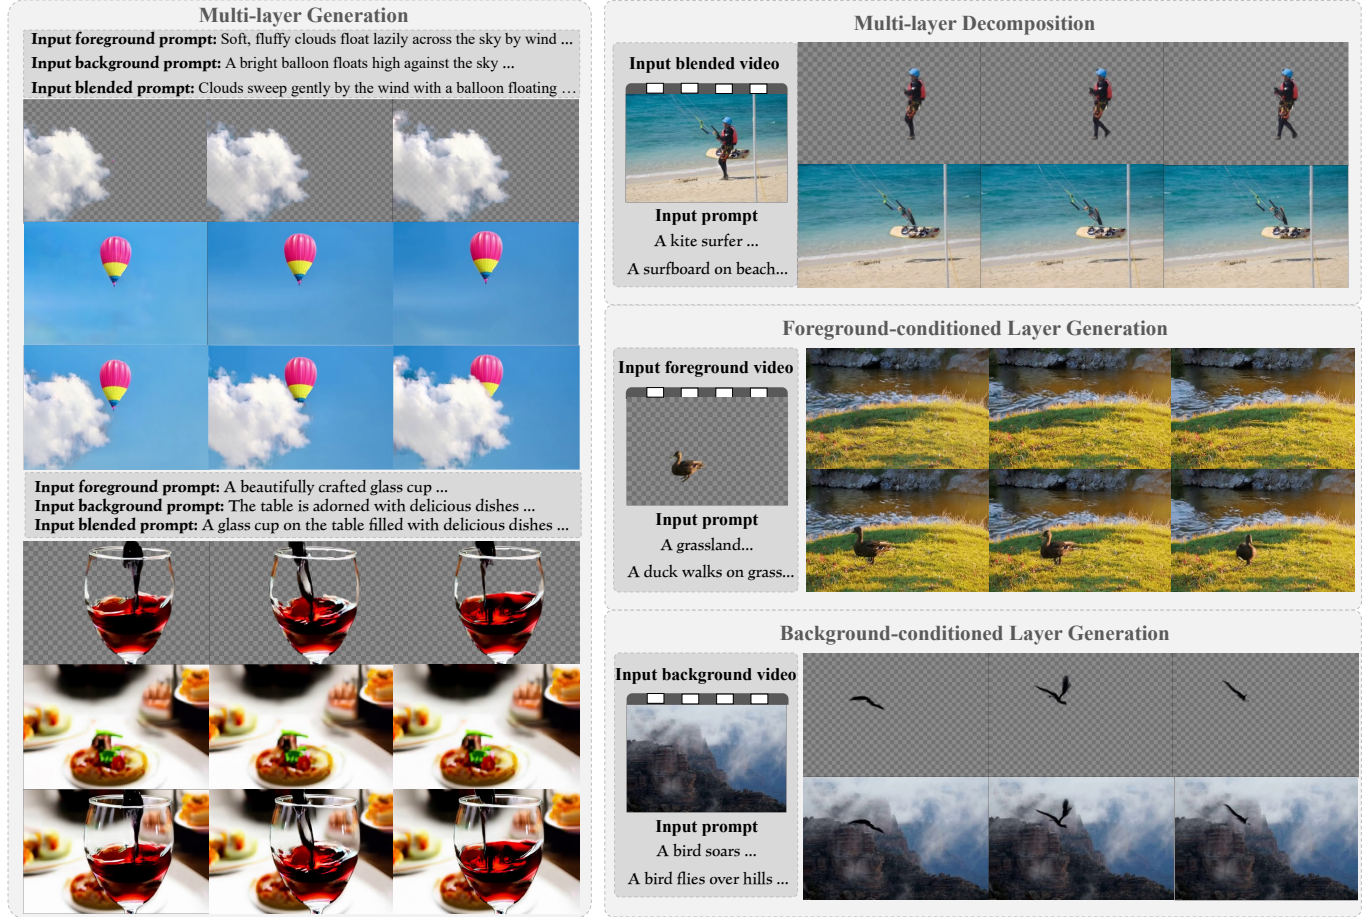 Multi-layer Generation
Input foreground prompt: Soft, fluffy clouds float lazily across the sky by wind ...
Input background prompt: A bright balloon floats high against the sky ...
Input blended prompt: Clouds sweep gently by the wind with a balloon floating ...
Input foreground prompt: A beautifully crafted glass cup ...
Input background prompt: The table is adorned with delicious dishes ...
Input blended prompt: A glass cup on the table filled with delicious dishes ...
Multi-layer Decomposition
Input blended video
Input prompt
A kite surfer ...
A surfboard on beach...
Foreground-conditioned Layer Generation
Input foreground video
Input prompt
A grassland...
A duck walks on grass...
Background-conditioned Layer Generation
Input background video
Input prompt
A bird soars ...
A bird flies over hills ...